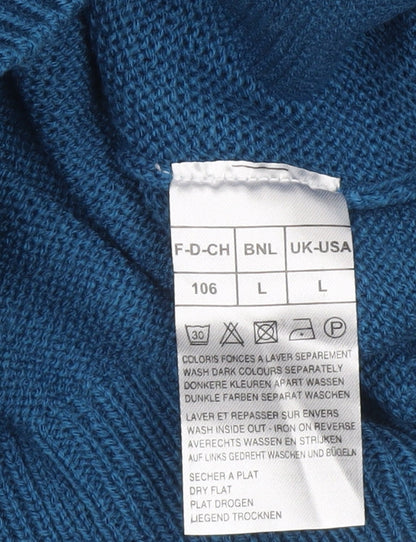 F-D-CH BNL UK-USA
106 L L
30 P
COLORIS FONCES A LAVER SEPAREMENT
WASH DARK COLOURS SEPARATELY
DONKERE KLEUREN APART WASSEN
DUNKLE FARBEN SEPARAT WASCHEN
LAVER ET REPASSER SUR ENVERS
WASH INSIDE OUT - IRON ON REVERSE
AVERECHTS WASSEN EN STRIJKEN
AUF LINKS GEDREHT WASCHEN UND BÜGELN
SECHER A PLAT
DRY FLAT
PLAT DROGEN
LIEGEND TROCKNEN